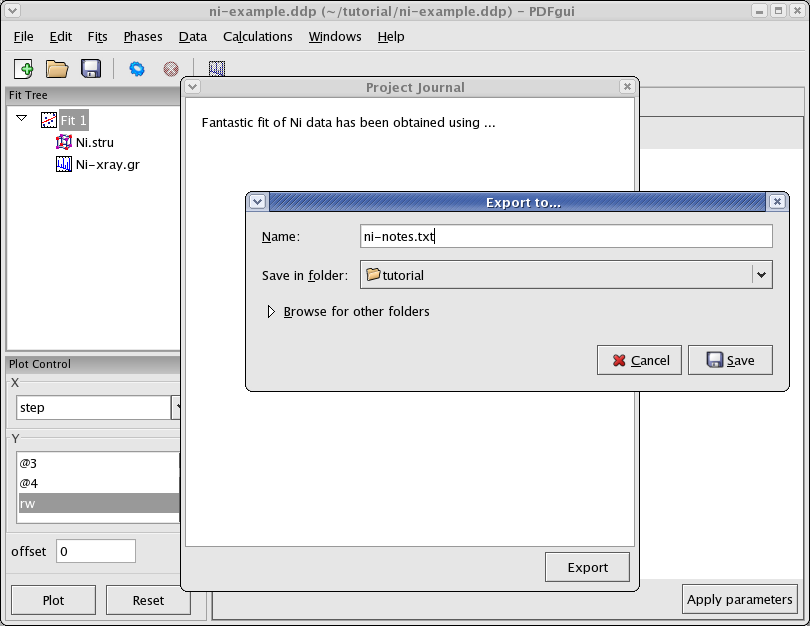 ni-example.ddp (~/tutorial/ni-example.ddp) - PDFgui
File Edit Fits Phases Data Calculations Windows Help
Fit Tree
Fit 1
Ni.stru
Ni-xray.gr
Plot Control
X
step
Y
@3
@4
rw
offset 0
Plot Reset
Project Journal
Fantastic fit of Ni data has been obtained using ...
Export to...
Name: ni-notes.txt
Save in folder: tutorial
Browse for other folders
Cancel Save
Export
Apply parameters